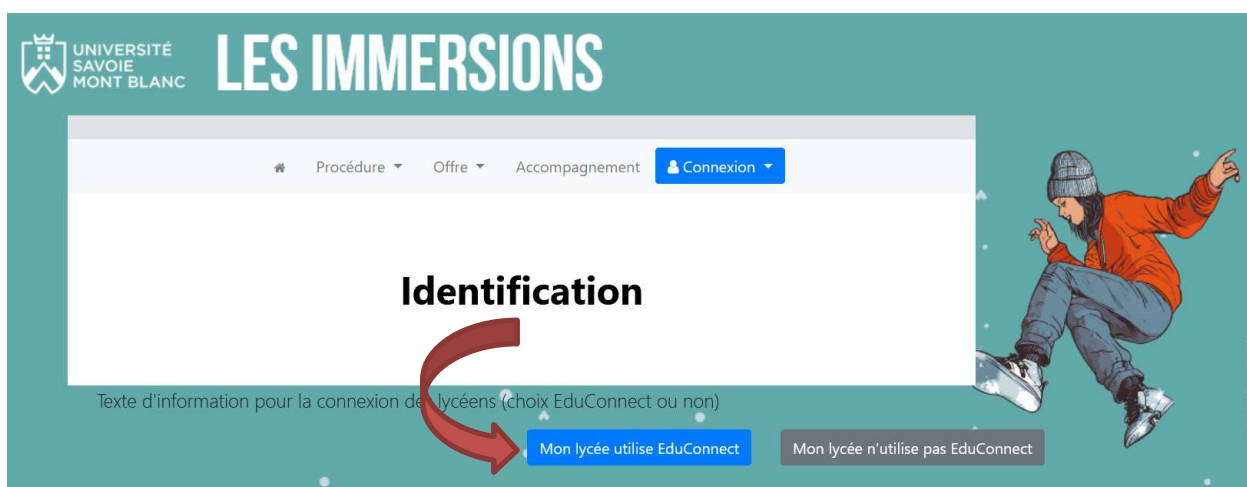 UNIVERSITÉ
SAVOIE
MONT BLANC
LES IMMERSIONS
Procédure Offre Accompagnement Connexion
Identification
Texte d'information pour la connexion de lycéens (choix EduConnect ou non)
Mon lycée utilise EduConnect Mon lycée n'utilise pas EduConnect